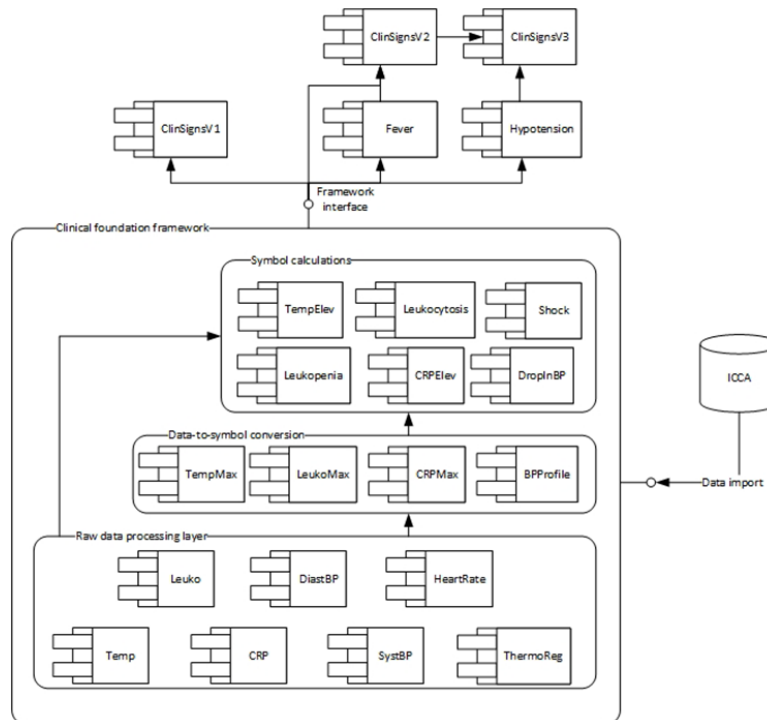 ClinSignsV2
ClinSignsV3
ClinSignsV1
Fever
Hypotension
Framework
interface
Clinical foundation framework
Symbol calculations
TempElev
Leukocytosis
Shock
Leukopenia
CRPElev
DropInBP
ICCA
Data-to-symbol conversion
TempMax
LeukoMax
CRPMax
BPProfile
Data import
Raw data processing layer
Leuko
DiastBP
HeartRate
Temp
CRP
SystBP
ThermoReg